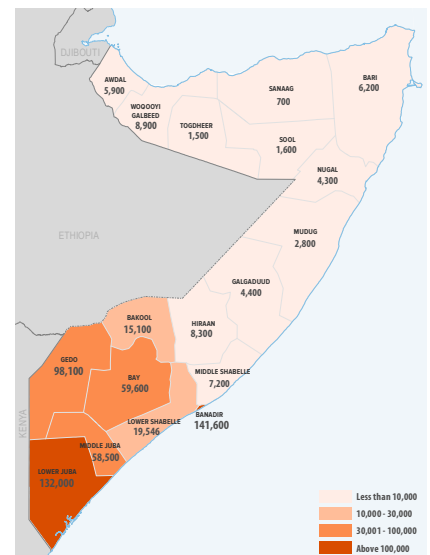 DJIBOUTI
AWDAL
5,900
WOQOOYI
GALBEED
8,900
TOGDHEER
1,500
SANAAG
700
BARI
6,200
SOOL
1,600
NUGAL
4,300
ETHIOPIA
MUDUG
2,800
GALGADUUD
4,400
BAKOOL
15,100
HIRAAN
8,300
GEDO
98,100
BAY
59,600
MIDDLE SHABELLE
7,200
KENYA
BANADIR
141,600
LOWER SHABELLE
19,546
MIDDLE JUBA
58,500
LOWER JUBA
132,000
Less than 10,000
10,000 - 30,000
30,001 - 100,000
Above 100,000